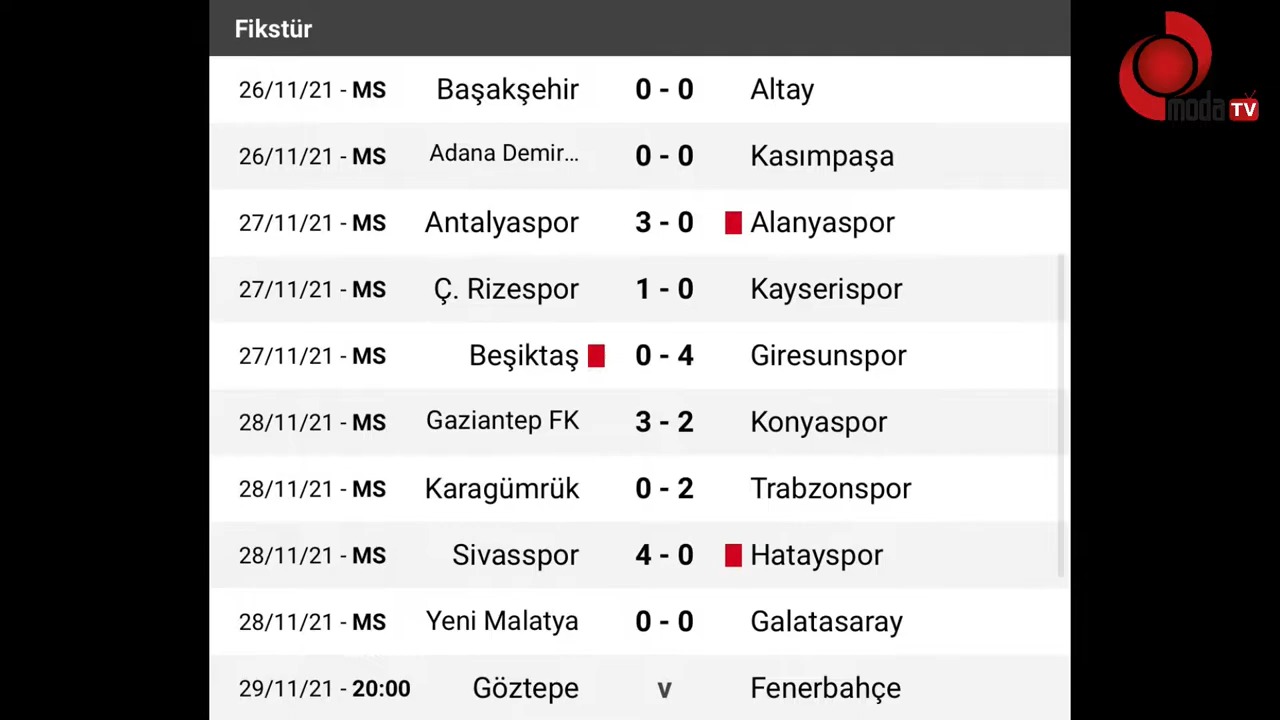 Fikstür
moda TV
26/11/21 - MS Başakşehir 0 - 0 Altay
26/11/21 - MS Adana Demir... 0 - 0 Kasımpaşa
27/11/21 - MS Antalyaspor 3 - 0 Alanyaspor
27/11/21 - MS Ç. Rizespor 1 - 0 Kayserispor
27/11/21 - MS Beşiktaş 0 - 4 Giresunspor
28/11/21 - MS Gaziantep FK 3 - 2 Konyaspor
28/11/21 - MS Karagümrük 0 - 2 Trabzonspor
28/11/21 - MS Sivasspor 4 - 0 Hatayspor
28/11/21 - MS Yeni Malatya 0 - 0 Galatasaray
29/11/21 - 20:00 Göztepe v Fenerbahçe